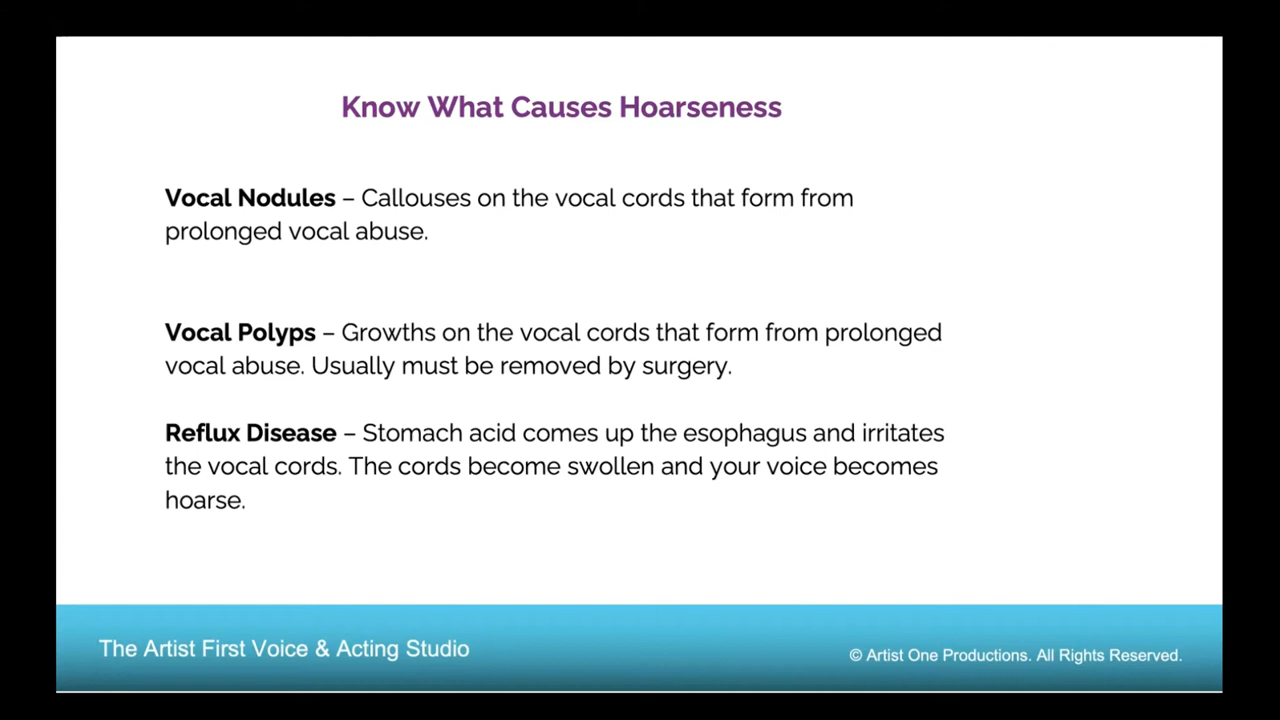 Know What Causes Hoarseness
Vocal Nodules – Callouses on the vocal cords that form from
prolonged vocal abuse.
Vocal Polyps – Growths on the vocal cords that form from prolonged
vocal abuse. Usually must be removed by surgery.
Reflux Disease – Stomach acid comes up the esophagus and irritates
the vocal cords. The cords become swollen and your voice becomes
hoarse.
The Artist First Voice & Acting Studio
© Artist One Productions. All Rights Reserved.